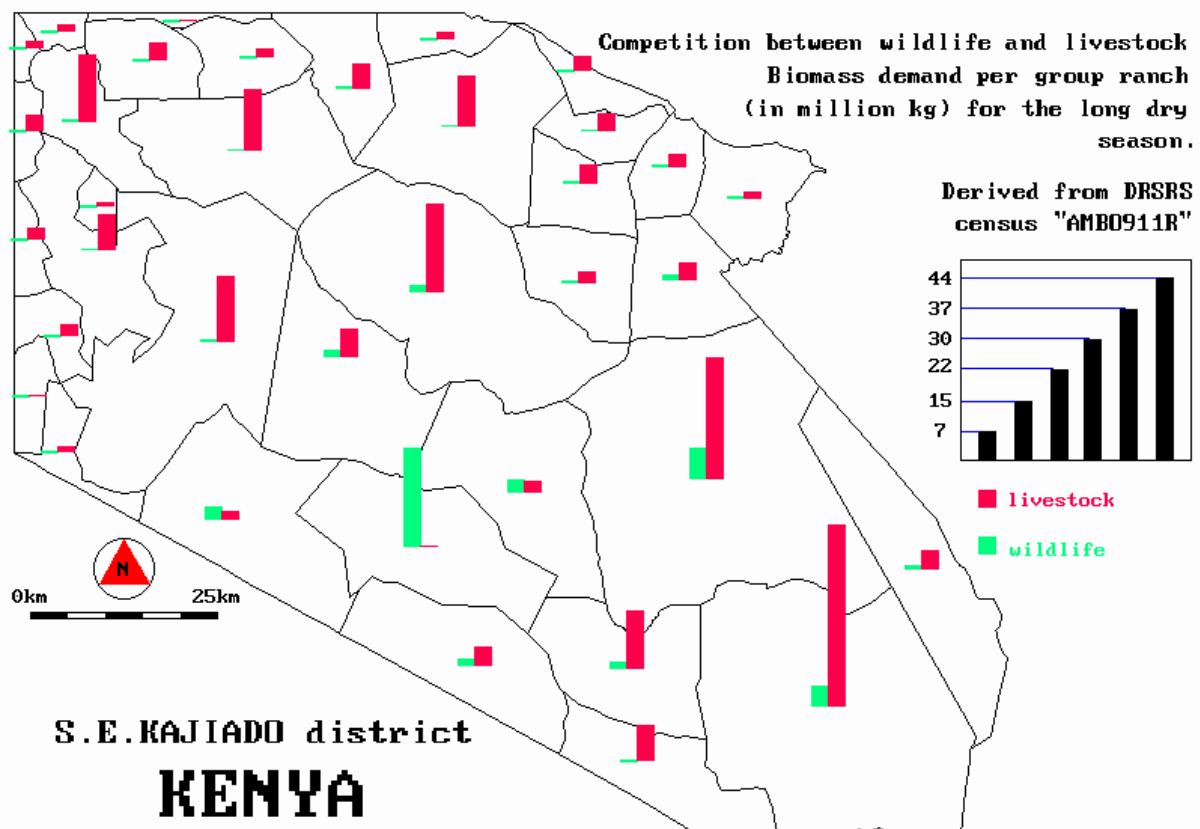 Competition between wildlife and livestock
Biomass demand per group ranch
(in million kg) for the long dry
season.
Derived from DRSRS
census "AMBO911R"
44
37
30
22
15
7
livestock
wildlife
N
0km 25km
S.E.KAJIADO district
KENYA